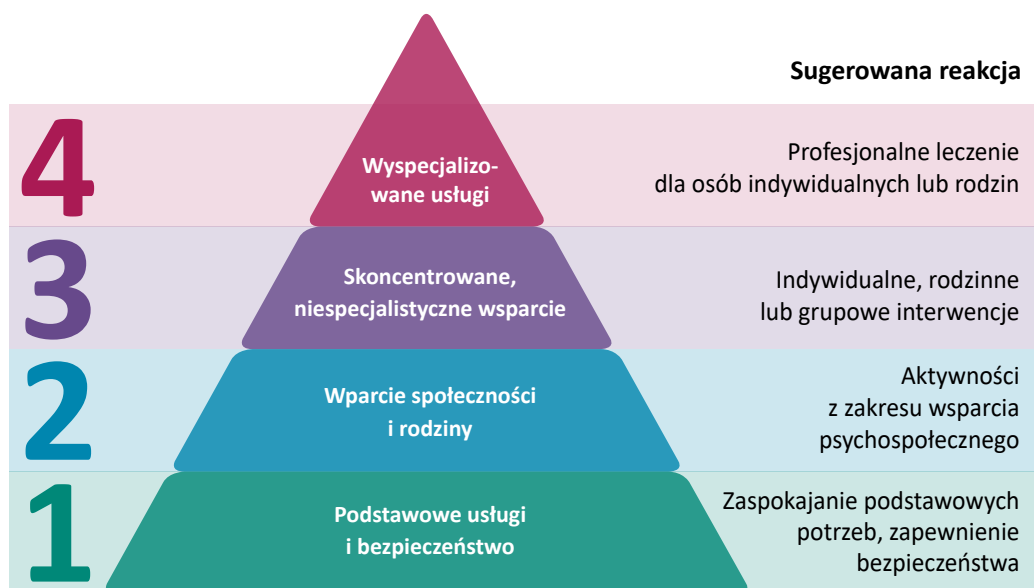 Sugerowana reakcja
4
Wyspecjalizo-
wane usługi
Profesjonalne leczenie
dla osób indywidualnych lub rodzin
3
Skoncentrowane,
niespecjalistyczne wsparcie
Indywidualne, rodzinne
lub grupowe interwencje
2
Wparcie społeczności
i rodziny
Aktywności
z zakresu wsparcia
psychospołecznego
1
Podstawowe usługi
i bezpieczeństwo
Zaspokajanie podstawowych
potrzeb, zapewnienie
bezpieczeństwa